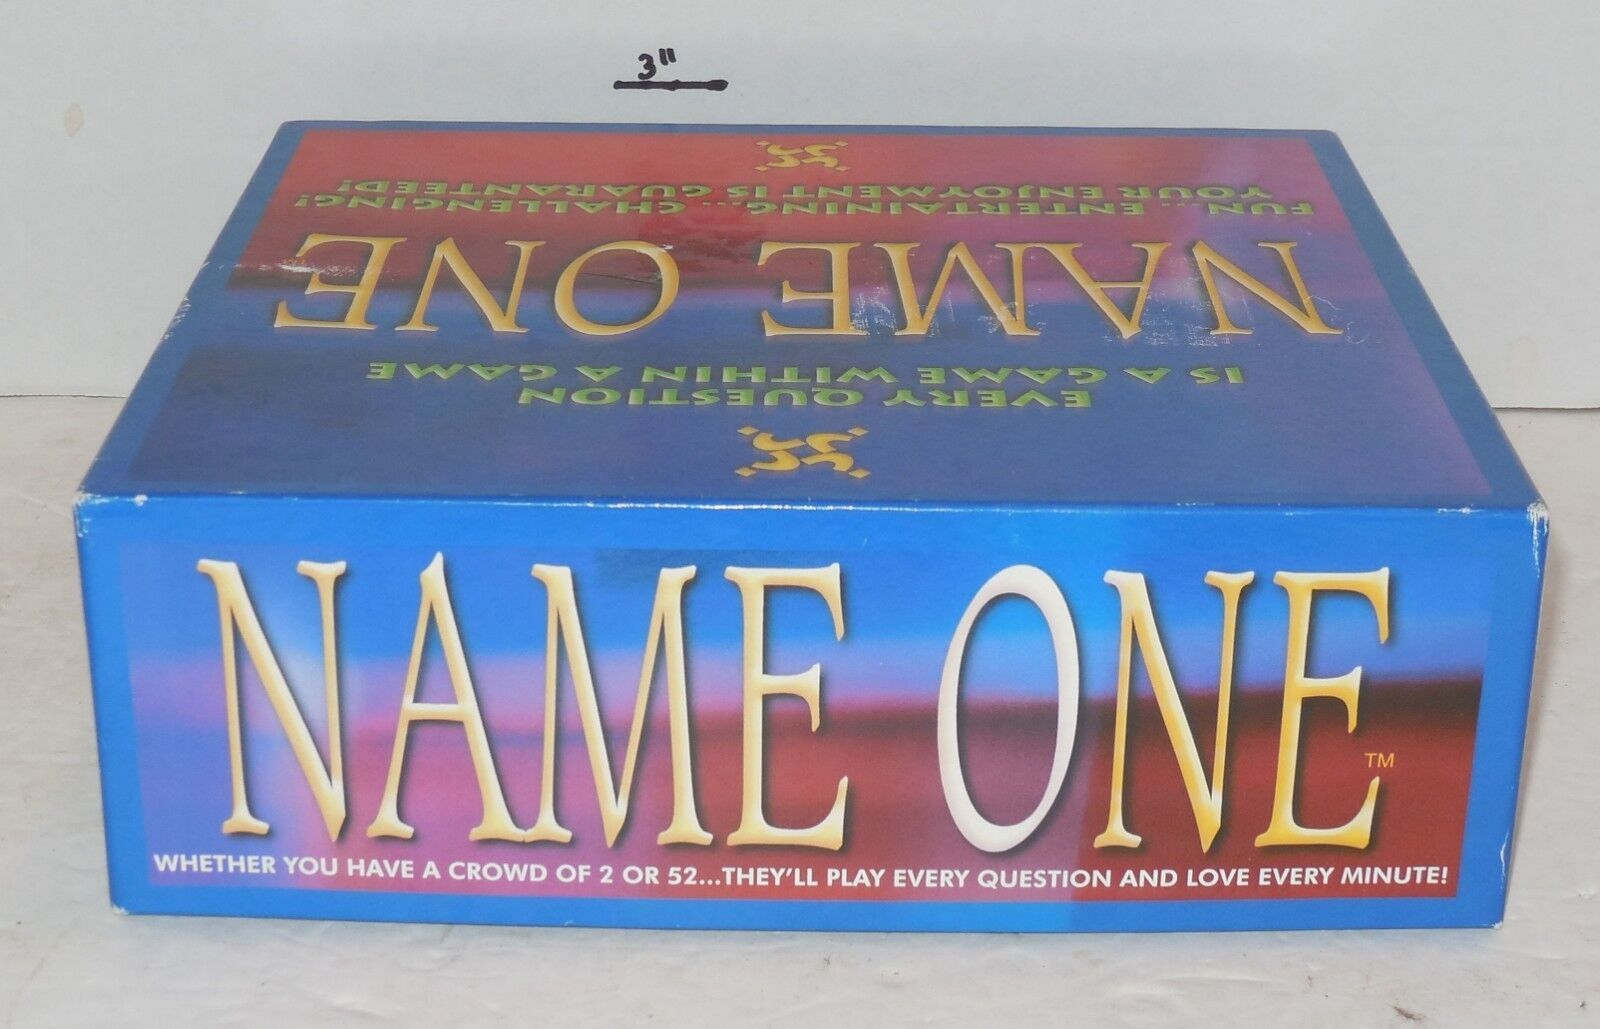 3"
FUN... ENTERTAINING... CHALLENGING!
YOUR ENJOYMENT IS GUARANTEED!
NAME ONE
EVERY QUESTION
IS A GAME WITHIN A GAME
NAME ONE
TM
WHETHER YOU HAVE A CROWD OF 2 OR 52...THEY'LL PLAY EVERY QUESTION AND LOVE EVERY MINUTE!